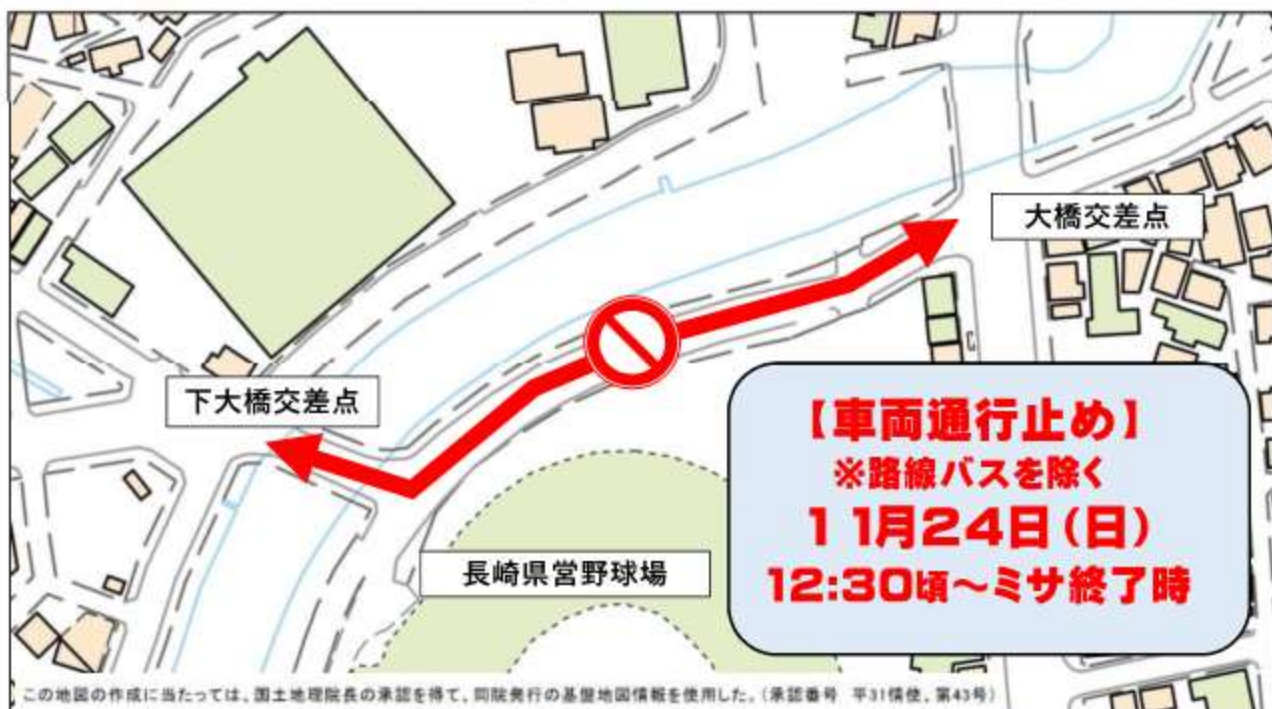 大橋交差点
下大橋交差点
【車両通行止め】
※路線バスを除く
11月24日(日)
12:30頃～ミサ終了時
長崎県営野球場
この地図の作成に当たっては、国土地理院長の承認を得て、同院発行の基盤地図情報を使用した。(承認番号 平31情使、第43号)